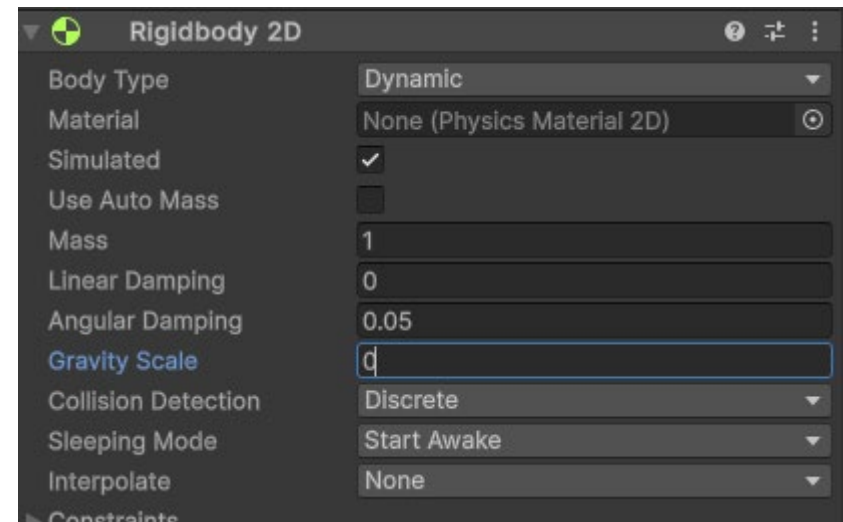 Rigidbody 2D
Body Type Dynamic
Material None (Physics Material 2D)
Simulated
Use Auto Mass
Mass 1
Linear Damping 0
Angular Damping 0.05
Gravity Scale 0
Collision Detection Discrete
Sleeping Mode Start Awake
Interpolate None
Constraints